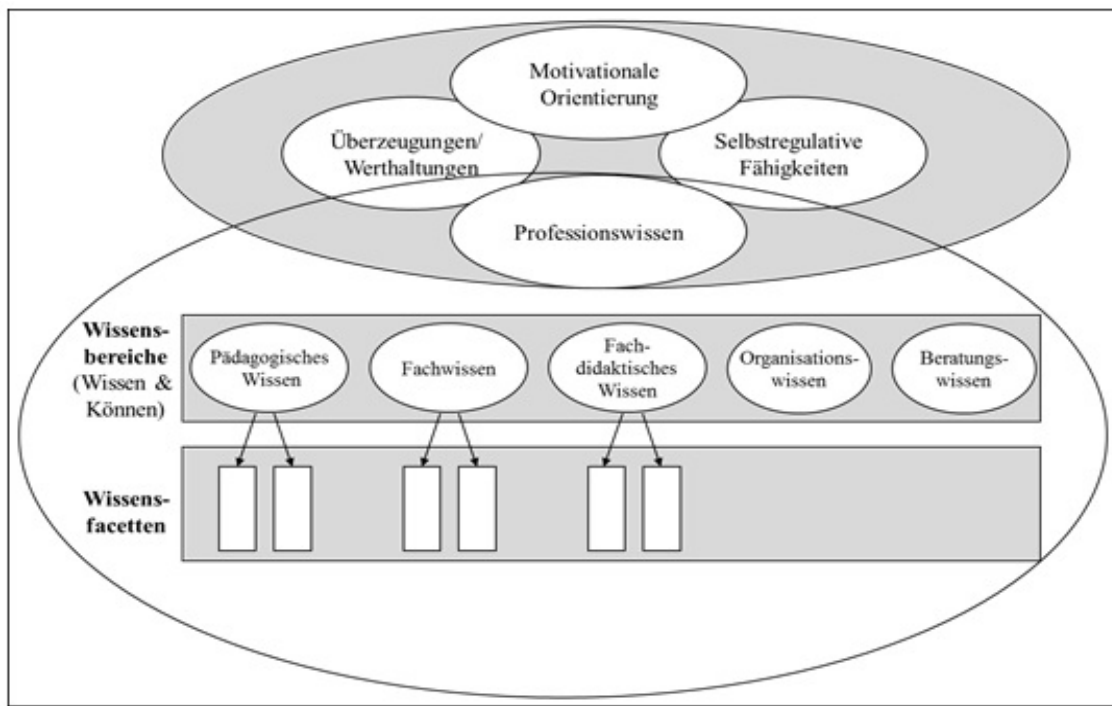 Motivationale
Orientierung
Überzeugungen/
Werthaltungen
Selbstregulative
Fähigkeiten
Professionswissen
Wissens-
bereiche
(Wissen &
Können)
Pädagogisches
Wissen
Fachwissen
Fach-
didaktisches
Wissen
Organisations-
wissen
Beratungs-
wissen
Wissens-
facetten